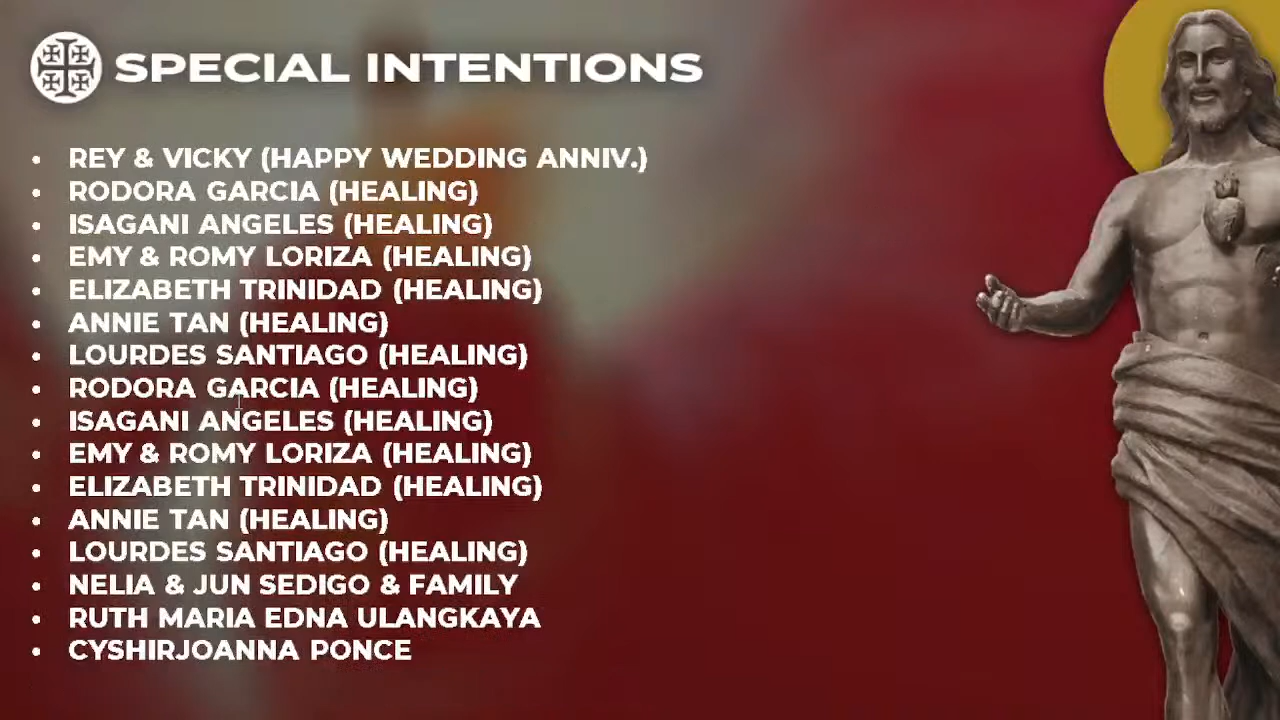 SPECIAL INTENTIONS
• REY & VICKY (HAPPY WEDDING ANNIV.)
• RODORA GARCIA (HEALING)
• ISAGANI ANGELES (HEALING)
• EMY & ROMY LORIZA (HEALING)
• ELIZABETH TRINIDAD (HEALING)
• ANNIE TAN (HEALING)
• LOURDES SANTIAGO (HEALING)
• RODORA GARCIA (HEALING)
• ISAGANI ANGELES (HEALING)
• EMY & ROMY LORIZA (HEALING)
• ELIZABETH TRINIDAD (HEALING)
• ANNIE TAN (HEALING)
• LOURDES SANTIAGO (HEALING)
• NELIA & JUN SEDIGO & FAMILY
• RUTH MARIA EDNA ULANGKAYA
• CYSHIRJOANNA PONCE